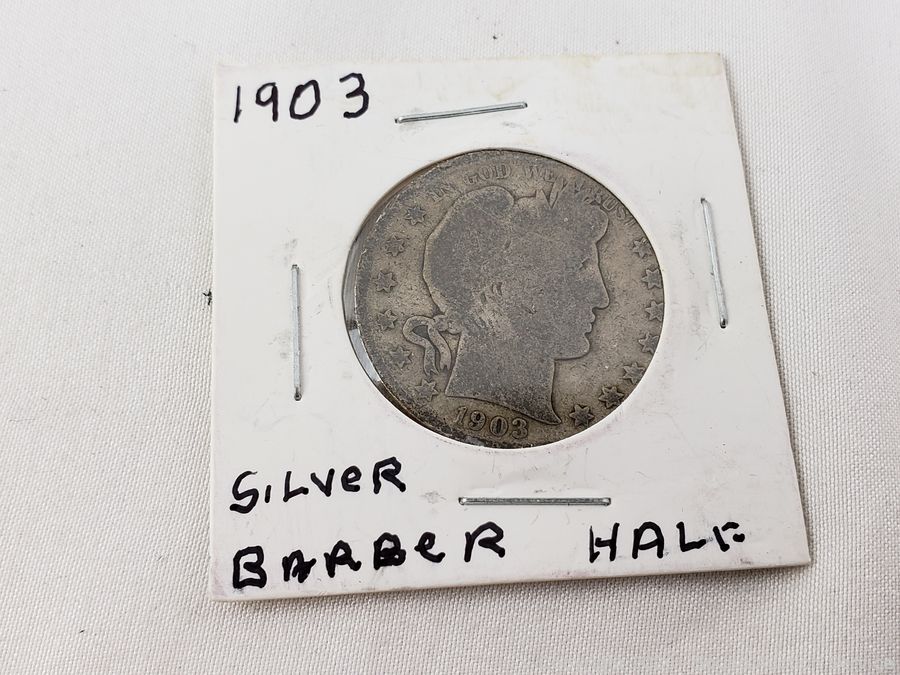 1903
IN GOD WE TRUST
1903
SILVeR
BARBeR HALF